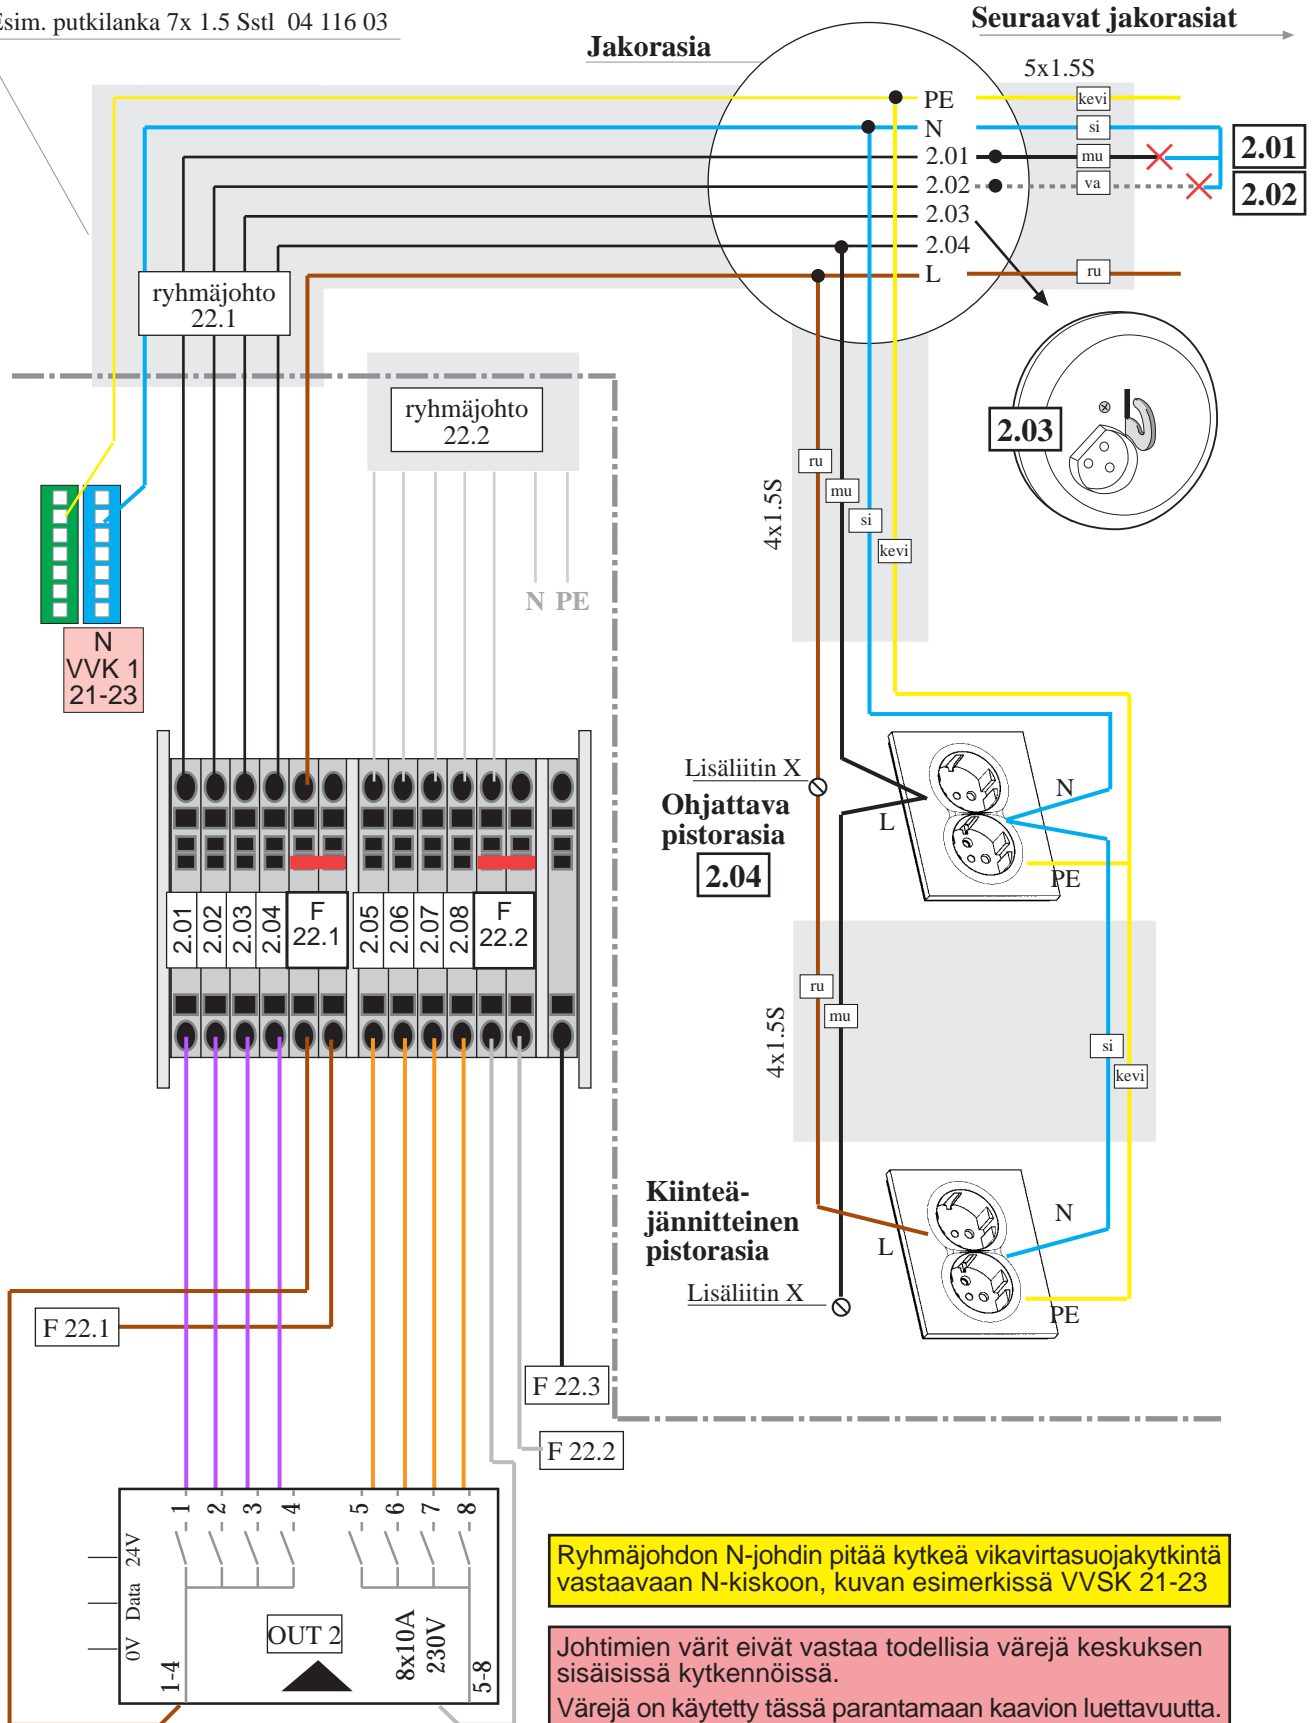 Esim. putkilanka 7x 1.5 Sstl 04 116 03
Seuraavat jakorasiat
Jakorasia
5x1.5S
PE
kevi
N
si
2.01
mu
2.01
2.02
va
2.02
2.03
2.04
L
ru
ryhmäjohto
22.1
ryhmäjohto
22.2
2.03
4x1.5S
ru
mu
si
kevi
N PE
N
VVK 1
21-23
Lisäliitin X
Ohjattava
pistorasia
2.04
L
N
PE
2.01
2.02
2.03
2.04
F
22.1
2.05
2.06
2.07
2.08
F
22.2
4x1.5S
ru
mu
si
kevi
Kiinteä-
jännitteinen
pistorasia
L
N
PE
Lisäliitin X
F 22.1
F 22.3
F 22.2
1
2
3
4
5
6
7
8
24V
Data
0V
1-4
OUT 2
8x10A
230V
5-8
Ryhmäjohdon N-johdin pitää kytkeä vikavirtasuojakytkintä
vastaavaan N-kiskoon, kuvan esimerkissä VVSK 21-23
Johtimien värit eivät vastaa todellisia värejä keskuksen
sisäisissä kytkennöissä.
Värejä on käytetty tässä parantamaan kaavion luettavuutta.